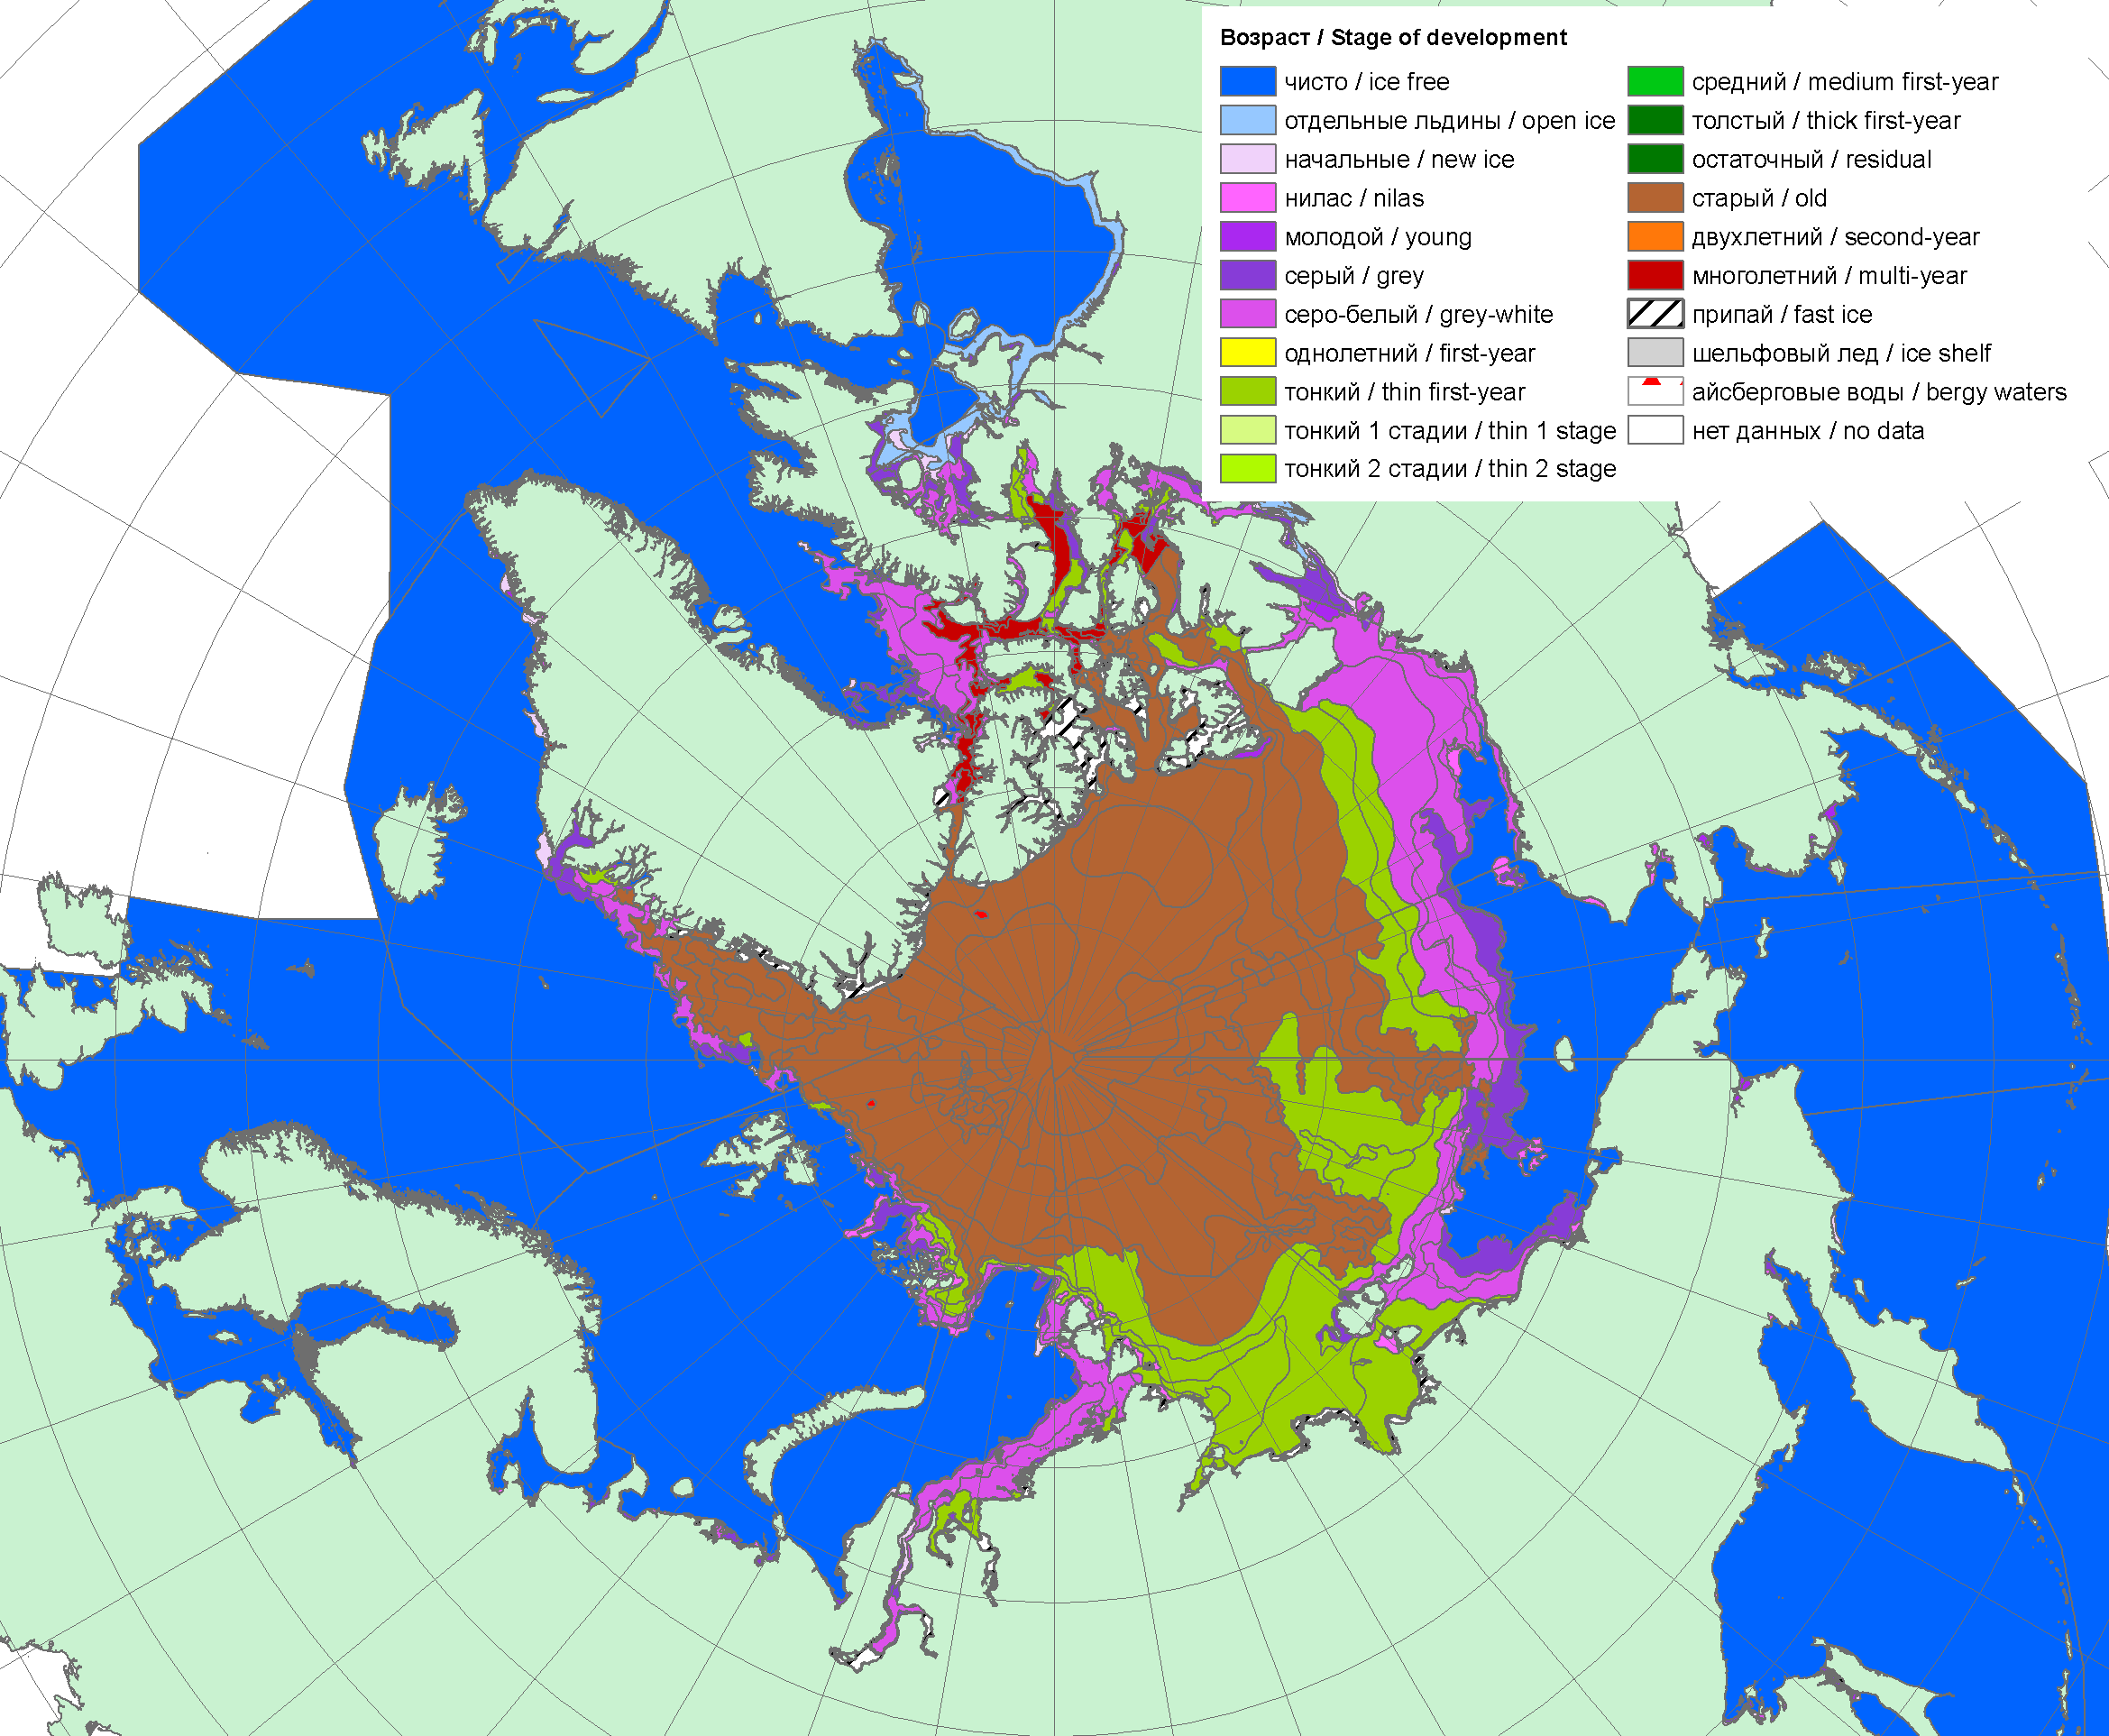 Возраст / Stage of development
чисто / ice free
отдельные льдины / open ice
начальные / new ice
нилас / nilas
молодой / young
серый / grey
серо-белый / grey-white
однолетний / first-year
тонкий / thin first-year
тонкий 1 стадии / thin 1 stage
тонкий 2 стадии / thin 2 stage
средний / medium first-year
толстый / thick first-year
остаточный / residual
старый / old
двухлетний / second-year
многолетний / multi-year
припай / fast ice
шельфовый лед / ice shelf
айсберговые воды / bergy waters
нет данных / no data